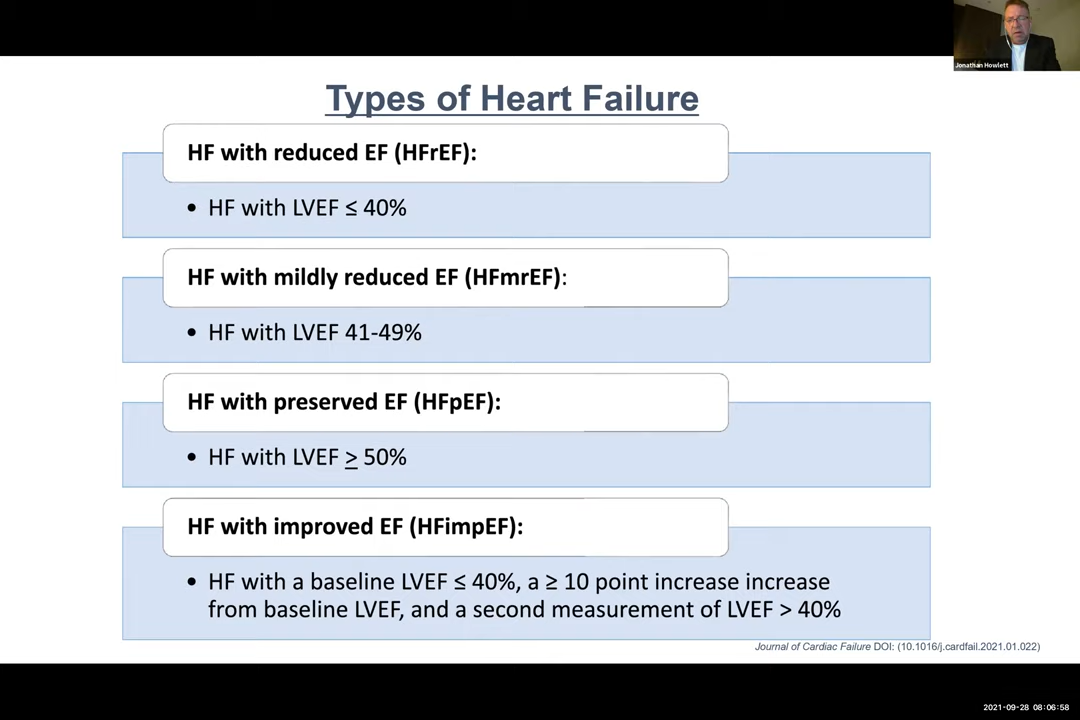 Jonathan Howlett
Types of Heart Failure
HF with reduced EF (HFrEF):
• HF with LVEF ≤ 40%
HF with mildly reduced EF (HFmrEF):
• HF with LVEF 41-49%
HF with preserved EF (HFpEF):
• HF with LVEF ≥ 50%
HF with improved EF (HFimpEF):
• HF with a baseline LVEF ≤ 40%, a ≥ 10 point increase increase
from baseline LVEF, and a second measurement of LVEF > 40%
Journal of Cardiac Failure DOI: (10.1016/j.cardfail.2021.01.022)
2021-09-28 08:06:58